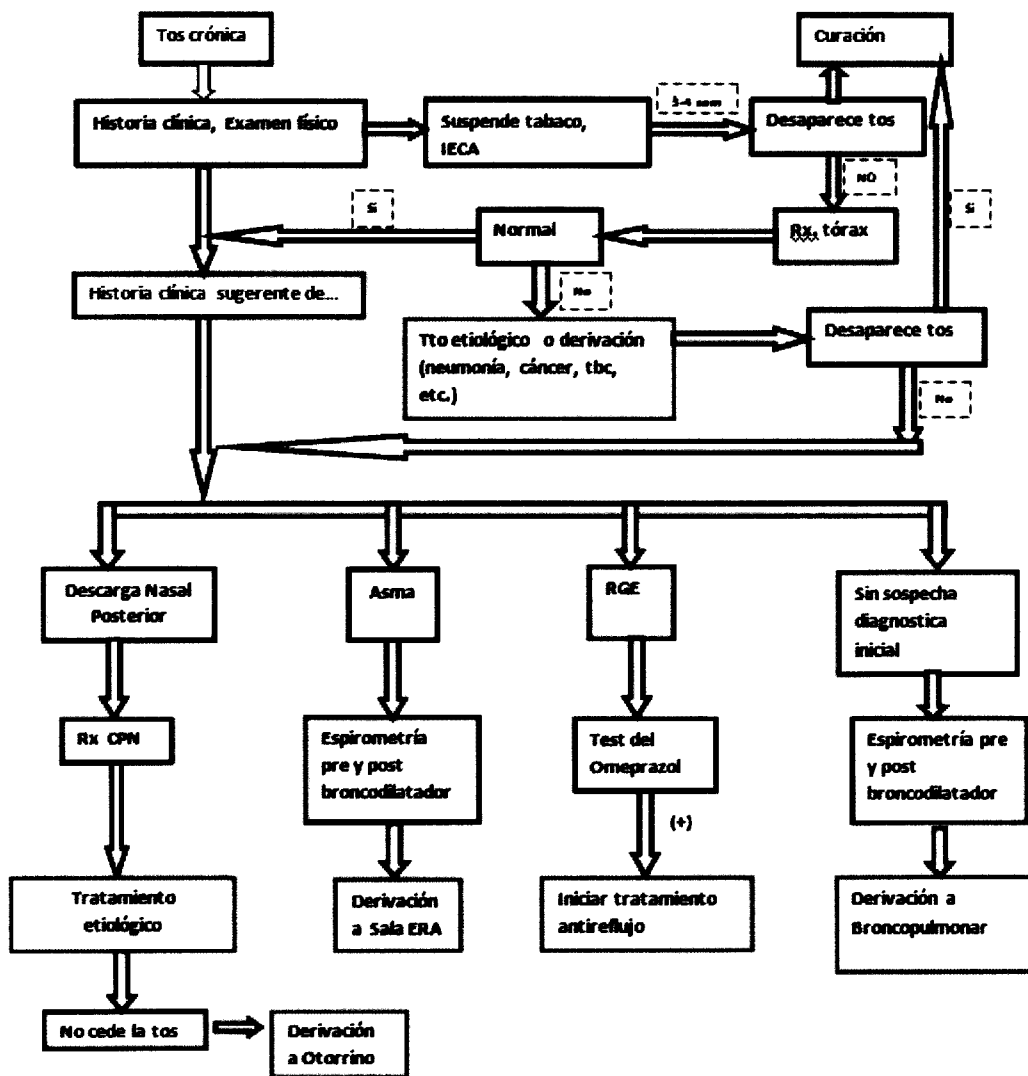 Tos crónica
Curación
Historia clínica, Examen físico
Suspende tabaco,
IECA
3-4 sem
Desaparece tos
NO
Si
Normal
Rx, tórax
Si
Historia clínica sugerente de...
No
Tto etiológico o derivación
(neumonía, cáncer, tbc,
etc.)
Desaparece tos
No
Descarga Nasal
Posterior
Asma
RGE
Sin sospecha
diagnostica
inicial
Rx CPN
Espirometría
pre y post
broncodilatador
Test del
Omeprazol
Espirometría pre
y post
broncodilatador
(+)
Tratamiento
etiológico
Derivación
a Sala ERA
Iniciar tratamiento
antireflujo
Derivación a
Broncopulmonar
No cede la tos
Derivación
a Otorrino